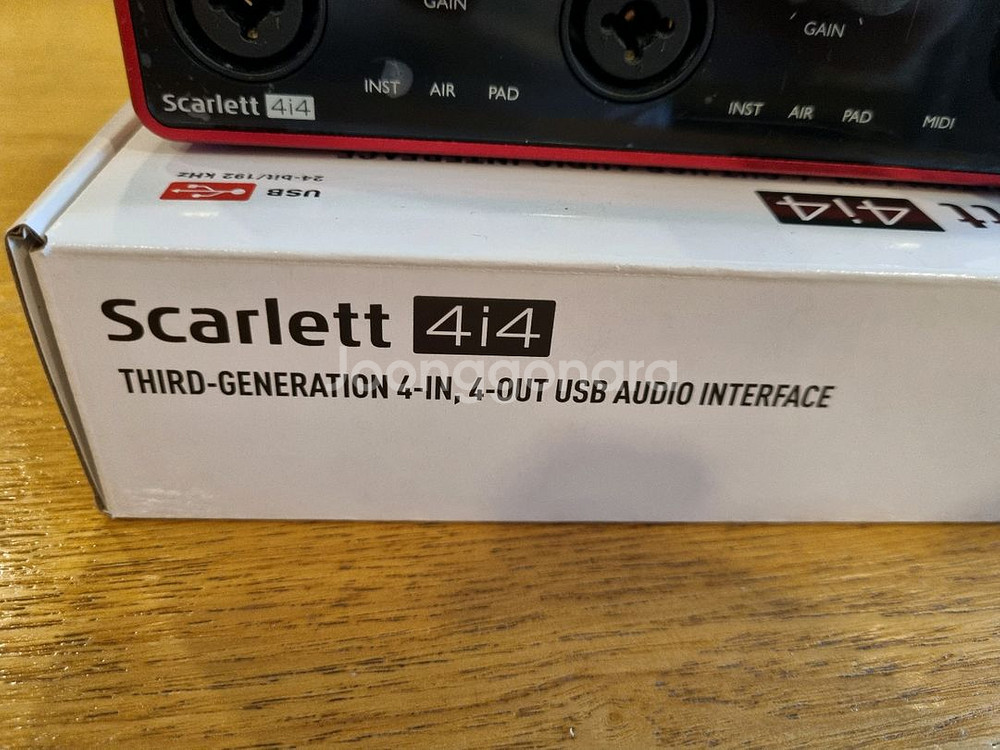 GAIN
GAIN
INST AIR PAD
INST AIR PAD MIDI
Scarlett 4i4
24-bit/192 kHz
USB
4i4
Scarlett 4i4
THIRD-GENERATION 4-IN, 4-OUT USB AUDIO INTERFACE
joonggonara